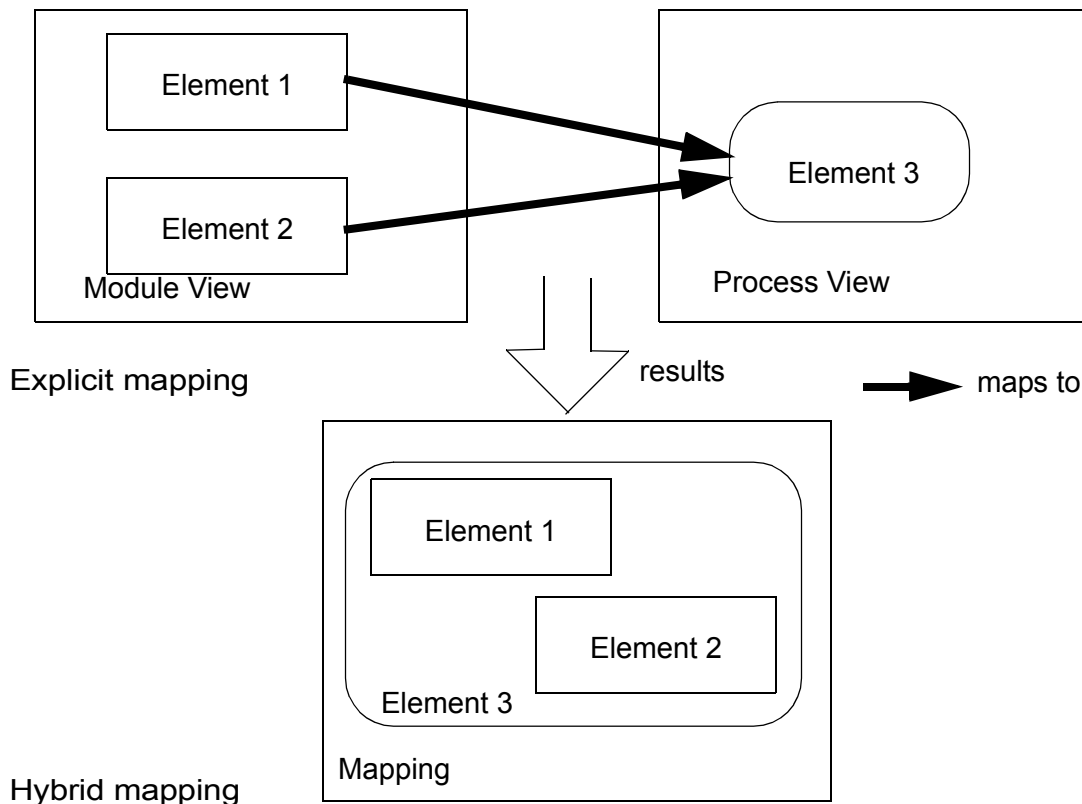 Element 1
Element 3
Element 2
Module View
Process View
Explicit mapping
results
maps to
Element 1
Element 2
Element 3
Mapping
Hybrid mapping